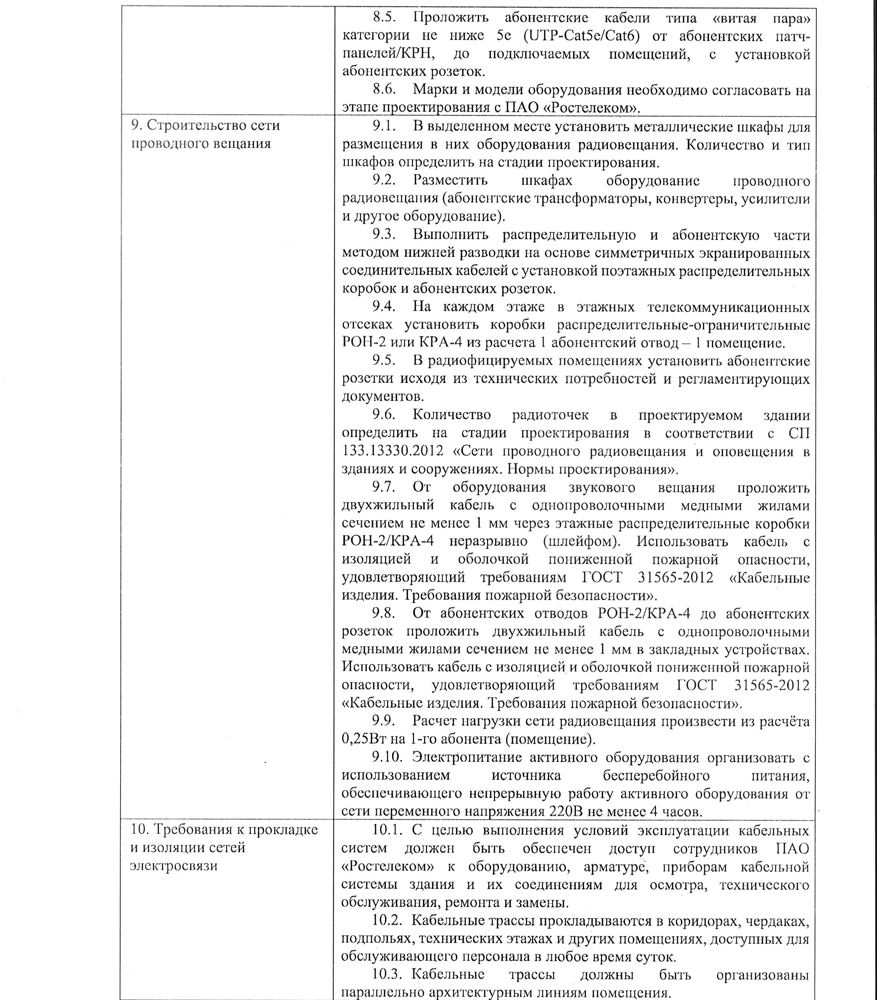 8.5. Проложить абонентские кабели типа «витая пара»
категории не ниже 5е (UTP-Cat5e/Cat6) от абонентских патч-
панелей/КРН, до подключаемых помещений, с установкой
абонентских розеток.
8.6. Марки и модели оборудования необходимо согласовать на
этапе проектирования с ПАО «Ростелеком».
9. Строительство сети
проводного вещания
9.1. В выделенном месте установить металлические шкафы для
размещения в них оборудования радиовещания. Количество и тип
шкафов определить на стадии проектирования.
9.2. Разместить шкафах оборудование проводного
радиовещания (абонентские трансформаторы, конвертеры, усилители
и другое оборудование).
9.3. Выполнить распределительную и абонентскую части
методом нижней разводки на основе симметричных экранированных
соединительных кабелей с установкой поэтажных распределительных
коробок и абонентских розеток.
9.4. На каждом этаже в этажных телекоммуникационных
отсеках установить коробки распределительные-ограничительные
РОН-2 или КРА-4 из расчета 1 абонентский отвод – 1 помещение.
9.5. В радиофицируемых помещениях установить абонентские
розетки исходя из технических потребностей и регламентирующих
документов.
9.6. Количество радиоточек в проектируемом здании
определить на стадии проектирования в соответствии с СП
133.13330.2012 «Сети проводного радиовещания и оповещения в
зданиях и сооружениях. Нормы проектирования».
9.7. От оборудования звукового вещания проложить
двухжильный кабель с однопроволочными медными жилами
сечением не менее 1 мм через этажные распределительные коробки
РОН-2/КРА-4 неразрывно (шлейфом). Использовать кабель с
изоляцией и оболочкой пониженной пожарной опасности,
удовлетворяющий требованиям ГОСТ 31565-2012 «Кабельные
изделия. Требования пожарной безопасности».
9.8. От абонентских отводов РОН-2/КРА-4 до абонентских
розеток проложить двухжильный кабель с однопроволочными
медными жилами сечением не менее 1 мм в закладных устройствах.
Использовать кабель с изоляцией и оболочкой пониженной пожарной
опасности, удовлетворяющий требованиям ГОСТ 31565-2012
«Кабельные изделия. Требования пожарной безопасности».
9.9. Расчет нагрузки сети радиовещания произвести из расчёта
0,25Вт на 1-го абонента (помещение).
9.10. Электропитание активного оборудования организовать с
использованием источника бесперебойного питания,
обеспечивающего непрерывную работу активного оборудования от
сети переменного напряжения 220В не менее 4 часов.
10. Требования к прокладке
и изоляции сетей
электросвязи
10.1. С целью выполнения условий эксплуатации кабельных
систем должен быть обеспечен доступ сотрудников ПАО
«Ростелеком» к оборудованию, арматуре, приборам кабельной
системы здания и их соединениям для осмотра, технического
обслуживания, ремонта и замены.
10.2. Кабельные трассы прокладываются в коридорах, чердаках,
подпольях, технических этажах и других помещениях, доступных для
обслуживающего персонала в любое время суток.
10.3. Кабельные трассы должны быть организованы
параллельно архитектурным линиям помещения.